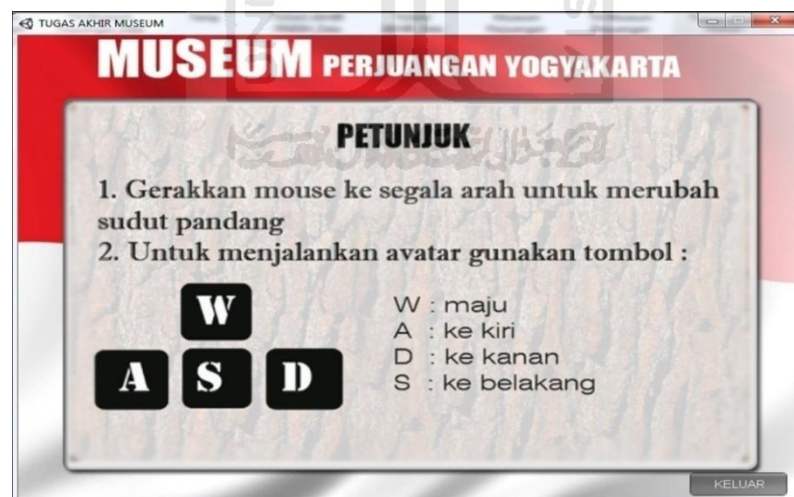 TUGAS AKHIR MUSEUM
MUSEUM PERJUANGAN YOGYAKARTA
PETUNJUK
1. Gerakkan mouse ke segala arah untuk merubah
sudut pandang
2. Untuk menjalankan avatar gunakan tombol :
W
A S D
W : maju
A : ke kiri
D : ke kanan
S : ke belakang
KELUAR